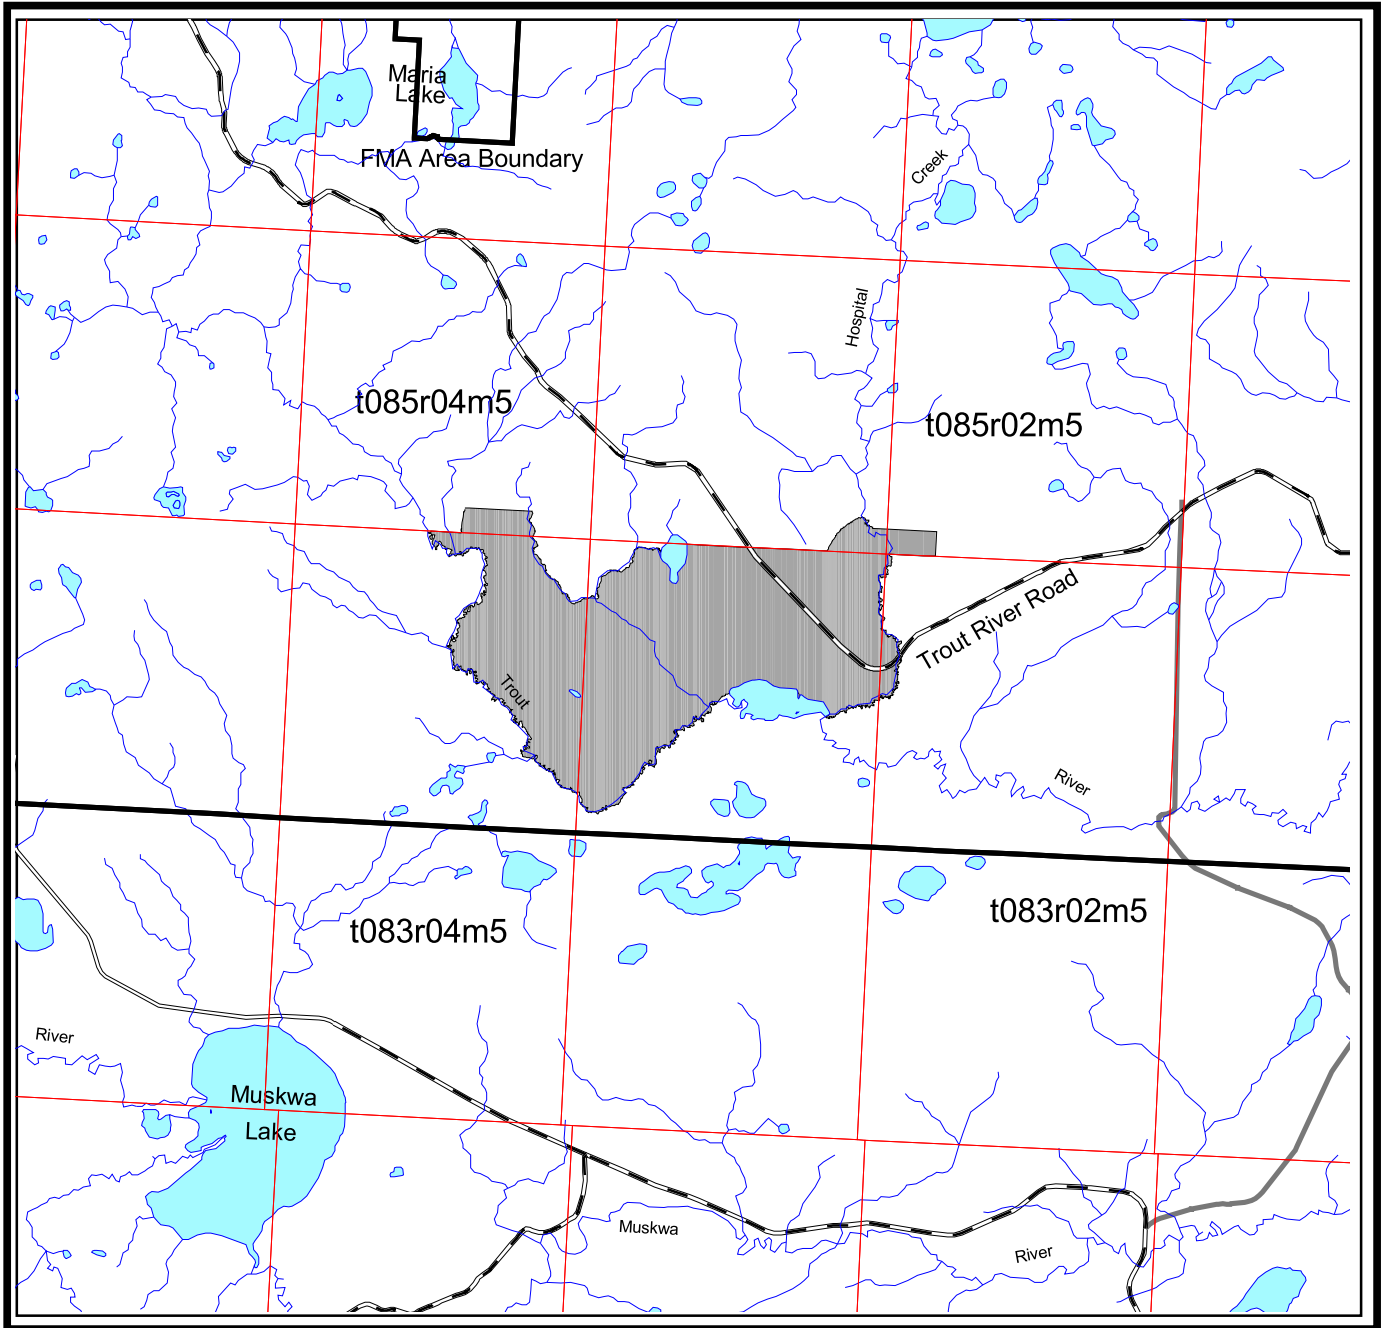 Maria
Lake
FMA Area Boundary
Creek
Hospital
t085r04m5
t085r02m5
Trout River Road
Trout
River
t083r04m5
t083r02m5
River
Muskwa
Lake
Muskwa
River